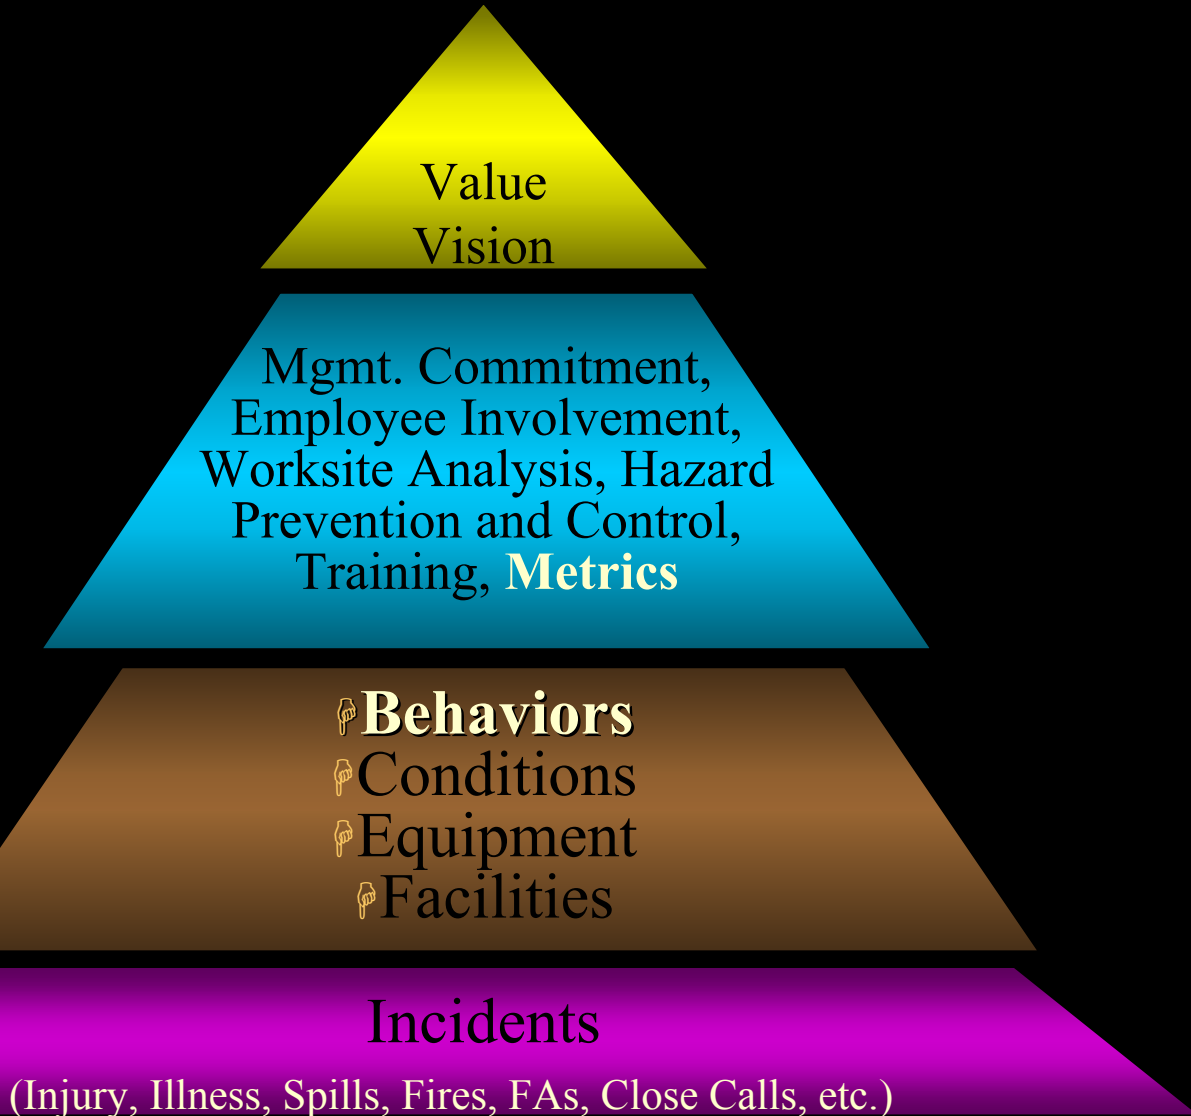 Value
Vision
Mgmt. Commitment,
Employee Involvement,
Worksite Analysis, Hazard
Prevention and Control,
Training, Metrics
Behaviors
Conditions
Equipment
Facilities
Incidents
(Injury, Illness, Spills, Fires, FAs, Close Calls, etc.)